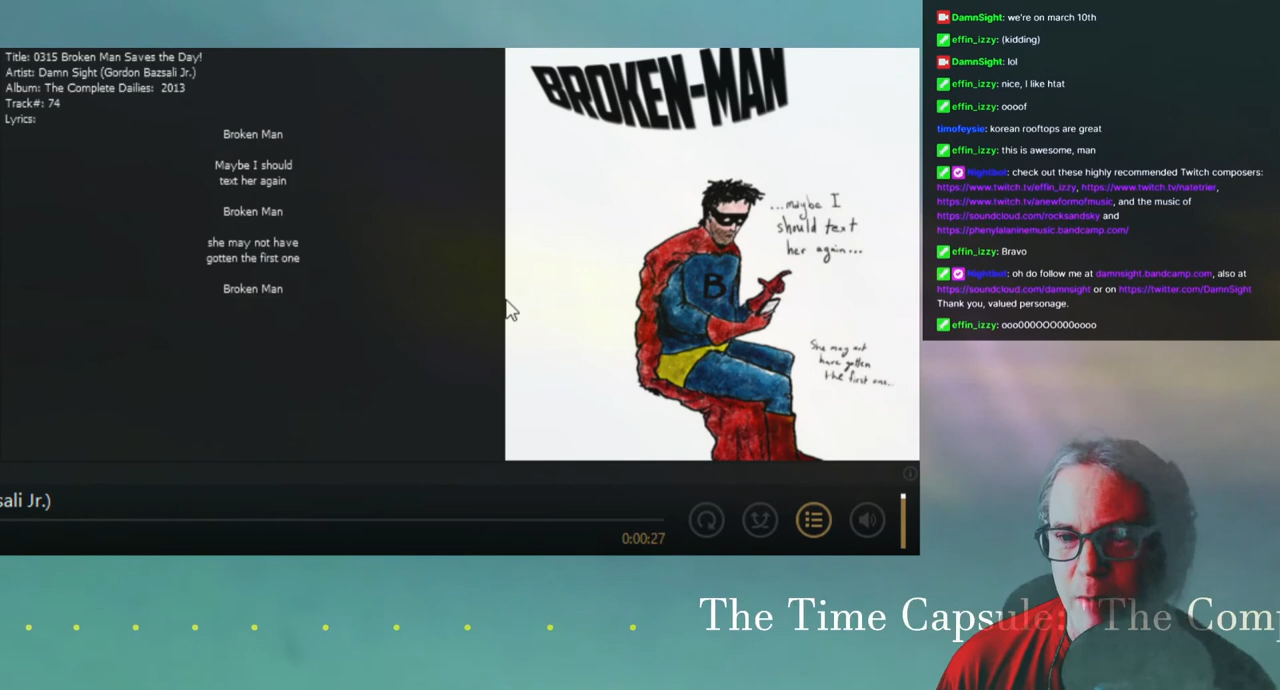 Title: 0315 Broken Man Saves the Day!
Artist: Damn Sight (Gordon Bazsali Jr.)
Album: The Complete Dailies:  2013
Track#: 74
Lyrics:
Broken Man
Maybe I should
text her again
Broken Man
she may not have
gotten the first one
Broken Man
BROKEN-MAN
...maybe I
should text
her again...
B
She may not
have gotten
the first one...
sali Jr.)
0:00:27
DamnSight: we're on march 10th
effin_izzy: (kidding)
DamnSight: lol
effin_izzy: nice, I like htat
effin_izzy: oooof
timofeysie: korean rooftops are great
effin_izzy: this is awesome, man
Nightbot: check out these highly recommended Twitch composers:
https://www.twitch.tv/effin_izzy, https://www.twitch.tv/natetrier,
https://www.twitch.tv/anewformofmusic, and the music of
https://soundcloud.com/rocksandsky and
https://phenylalaninemusic.bandcamp.com/
effin_izzy: Bravo
Nightbot: oh do follow me at damnsight.bandcamp.com, also at
https://soundcloud.com/damnsight or on https://twitter.com/DamnSight
Thank you, valued personage.
effin_izzy: ooo000OOO000oooo
The Time Capsule: "The Comp